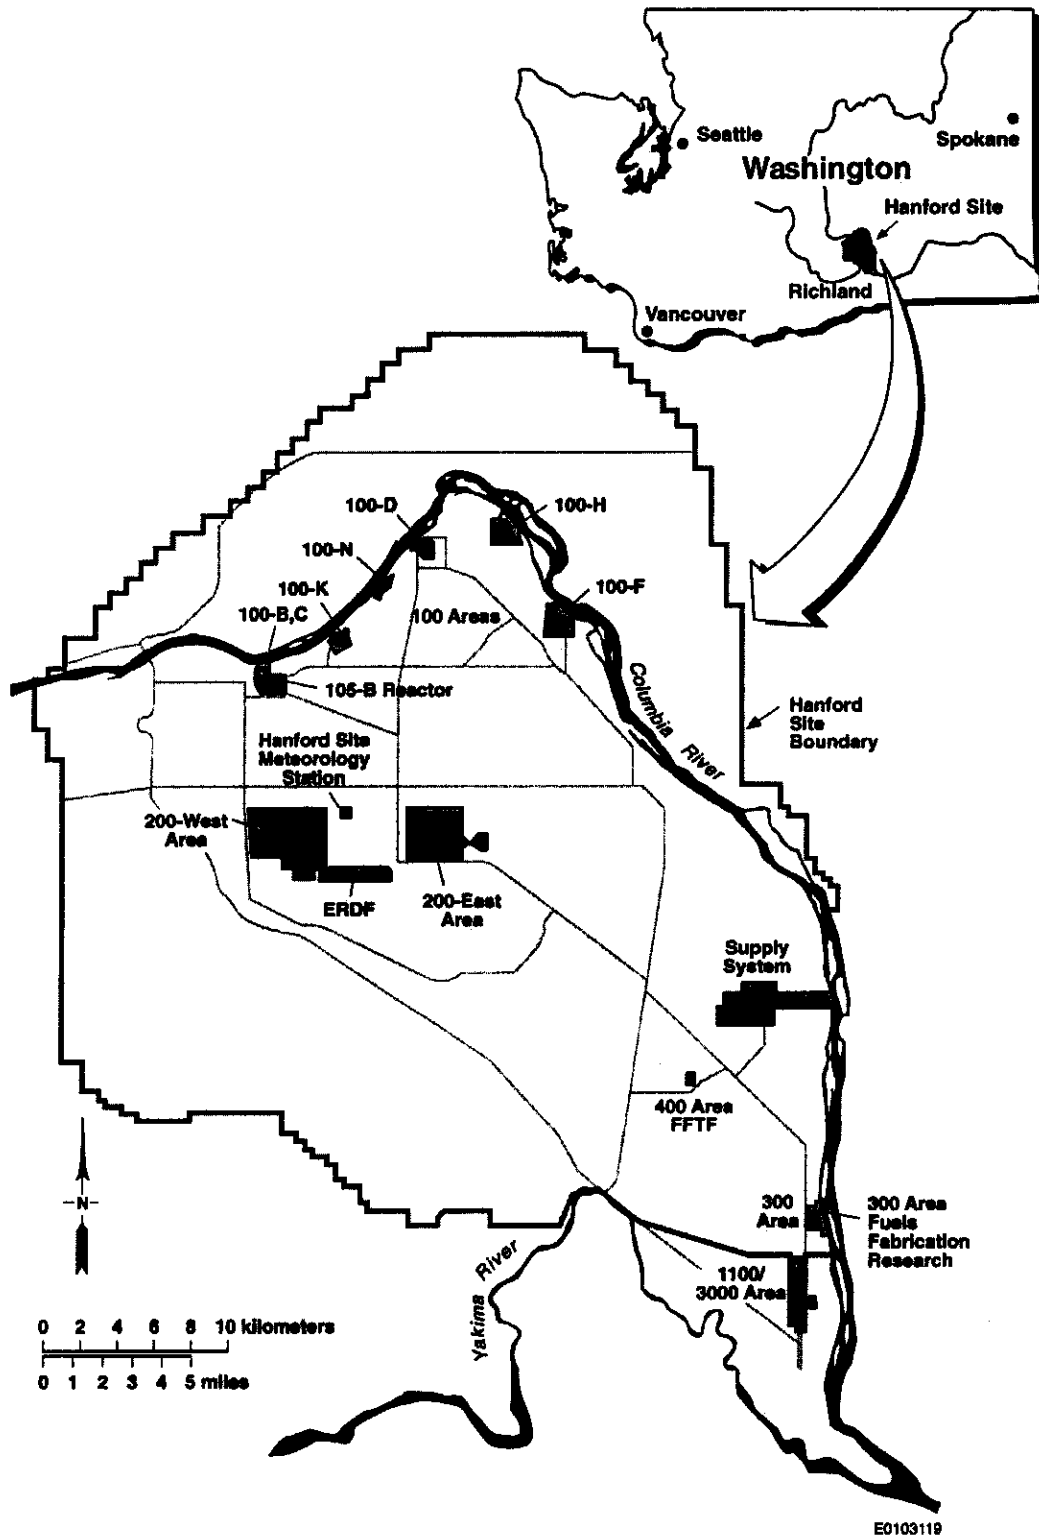 Seattle
Spokane
Washington
Hanford Site
Richland
Vancouver
100-D
100-H
100-N
100-K
100-F
100-B,C
100 Areas
105-B Reactor
Columbia River
Hanford
Site
Boundary
Hanford Site
Meteorology
Station
200-West
Area
ERDF
200-East
Area
Supply
System
400 Area
FFTF
N
300
Area
300 Area
Fuels
Fabrication
Research
Yakima River
1100/
3000 Area
0 2 4 6 8 10 kilometers
0 1 2 3 4 5 miles
E0103119